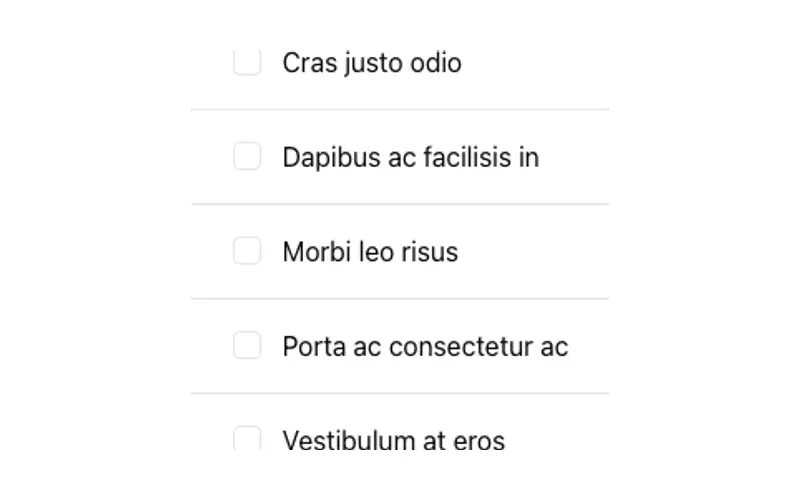 Cras justo odio
Dapibus ac facilisis in
Morbi leo risus
Porta ac consectetur ac
Vestibulum at eros